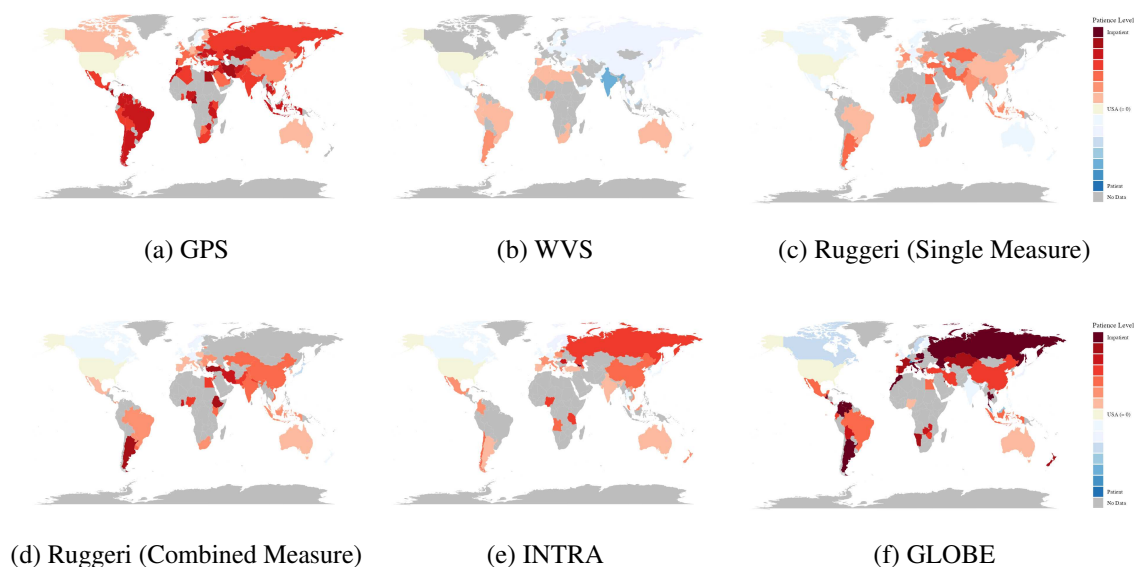 Patience Level
Impatient
USA (= 0)
Patient
No Data
(a) GPS
(b) WVS
(c) Ruggeri (Single Measure)
Patience Level
Impatient
USA (= 0)
Patient
No Data
(d) Ruggeri (Combined Measure)
(e) INTRA
(f) GLOBE